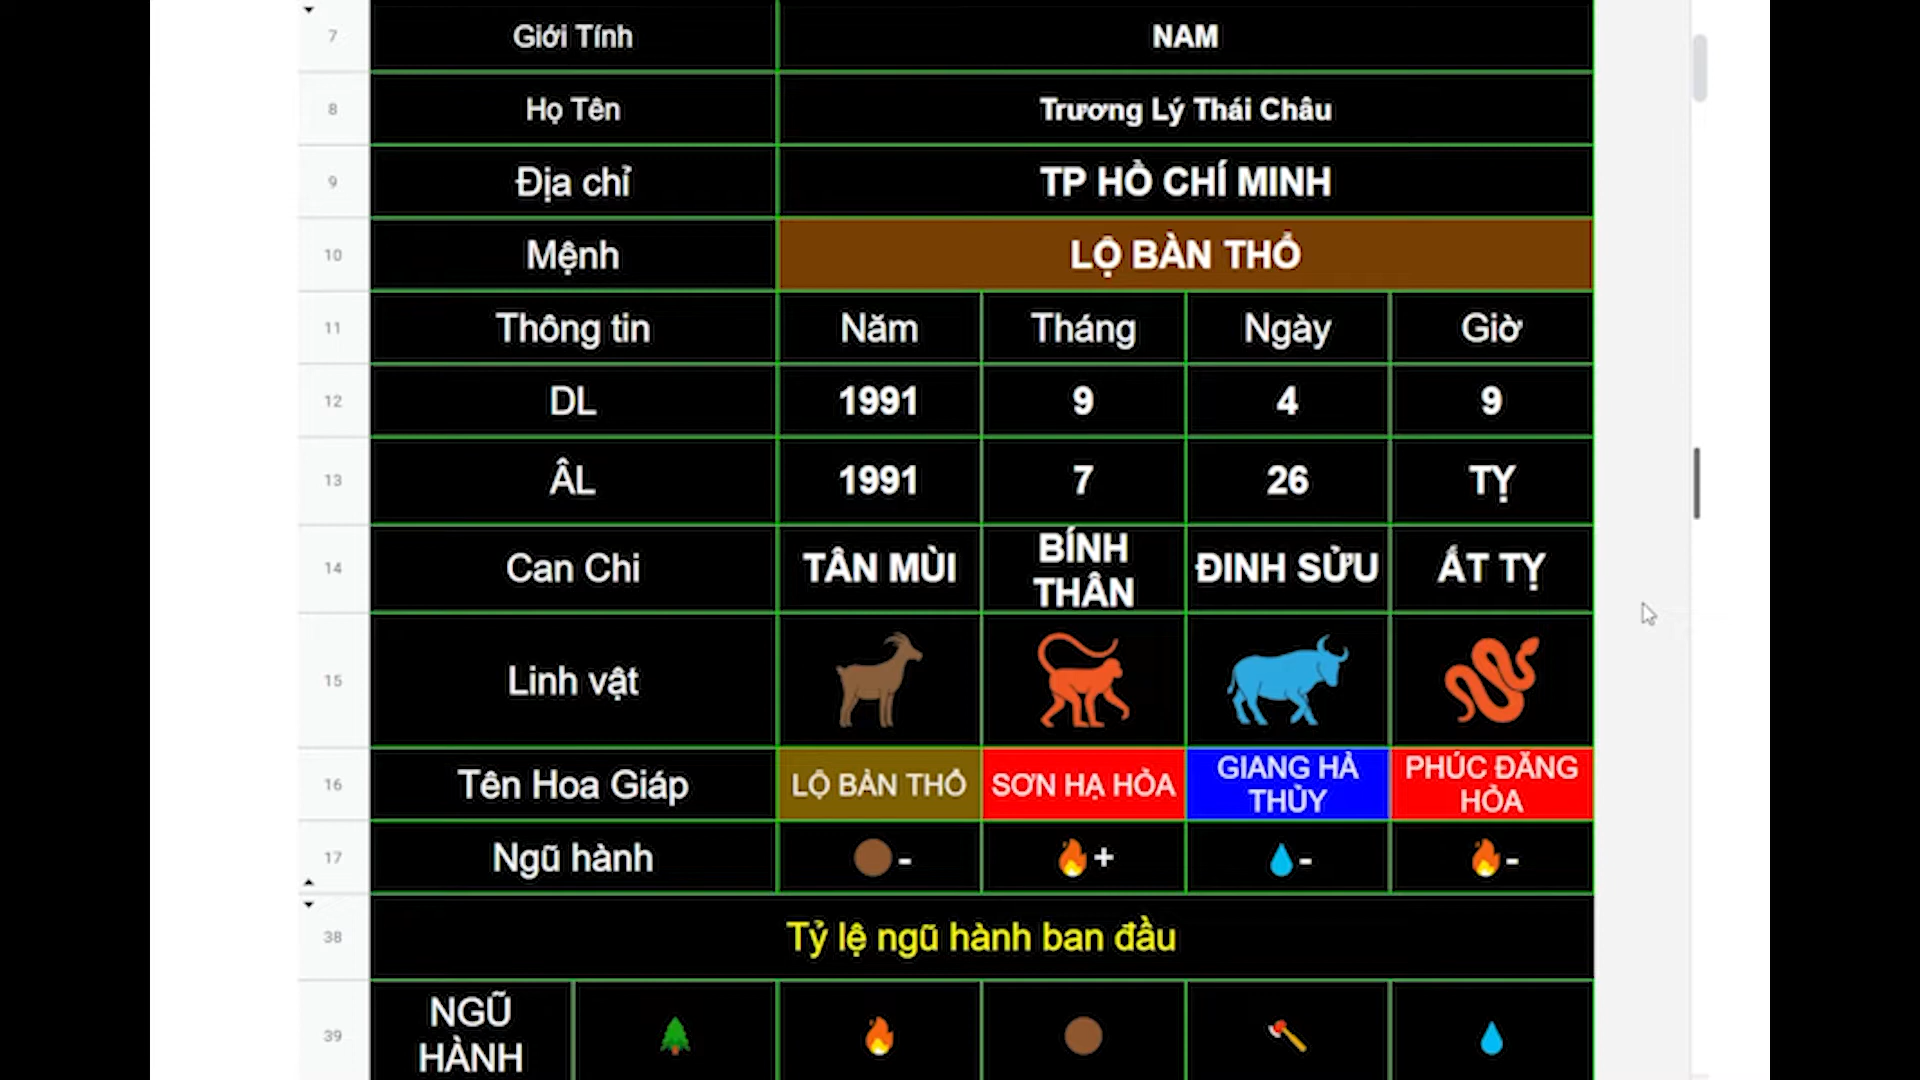 7 Giới Tính NAM
8 Họ Tên Trương Lý Thái Châu
9 Địa chỉ TP HỒ CHÍ MINH
10 Mệnh LỘ BÀN THỔ
11 Thông tin Năm Tháng Ngày Giờ
12 DL 1991 9 4 9
13 ÂL 1991 7 26 TỴ
14 Can Chi TÂN MÙI BÍNH THÂN ĐINH SỬU ẤT TỴ
15 Linh vật
16 Tên Hoa Giáp LỘ BÀN THỔ SƠN HẠ HỎA GIANG HÀ THỦY PHÚC ĐĂNG HỎA
17 Ngũ hành - + - -
38 Tỷ lệ ngũ hành ban đầu
39 NGŨ HÀNH